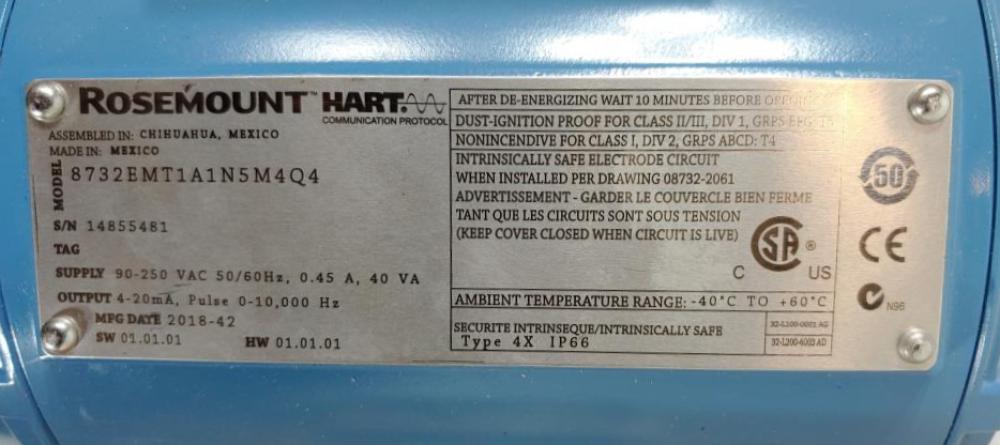 ROSEMOUNT™ HART
COMMUNICATION PROTOCOL
ASSEMBLED IN: CHIHUAHUA, MEXICO
MADE IN: MEXICO
MODEL
8732EMT1A1N5M4Q4
S/N 14855481
TAG
SUPPLY 90-250 VAC 50/60Hz, 0.45 A, 40 VA
OUTPUT 4-20mA, Pulse 0-10,000 Hz
MFG DATE 2018-42
SW 01.01.01 HW 01.01.01
AFTER DE-ENERGIZING WAIT 10 MINUTES BEFORE
DUST-IGNITION PROOF FOR CLASS II/III, DIV 1, GRPS
NONINCENDIVE FOR CLASS I, DIV 2, GRPS ABCD: T4
INTRINSICALLY SAFE ELECTRODE CIRCUIT
WHEN INSTALLED PER DRAWING 08732-2061
ADVERTISSEMENT - GARDER LE COUVERCLE BIEN FERME
TANT QUE LES CIRCUITS SONT SOUS TENSION
(KEEP COVER CLOSED WHEN CIRCUIT IS LIVE)
C SA ® US
AMBIENT TEMPERATURE RANGE: -40°C TO +60°C
SECURITE INTRINSEQUE/INTRINSICALLY SAFE
Type 4X IP66
50
CE
N96